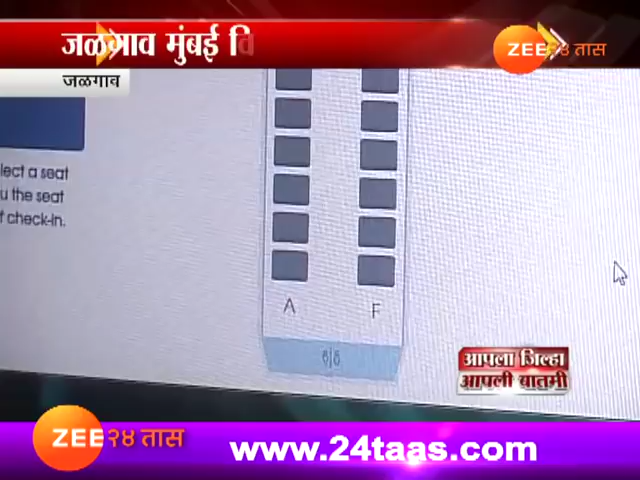 जळगाव मुंबई वि
ZEE २४ तास
जळगाव
lect a seat
u the seat
f check-in.
A
F
आपला जिल्हा
आपली बातमी
ZEE २४ तास
www.24taas.com